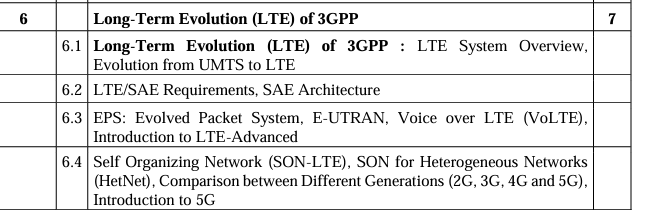 6 Long-Term Evolution (LTE) of 3GPP 7
6.1 Long-Term Evolution (LTE) of 3GPP : LTE System Overview,
Evolution from UMTS to LTE
6.2 LTE/SAE Requirements, SAE Architecture
6.3 EPS: Evolved Packet System, E-UTRAN, Voice over LTE (VoLTE),
Introduction to LTE-Advanced
6.4 Self Organizing Network (SON-LTE), SON for Heterogeneous Networks
(HetNet), Comparison between Different Generations (2G, 3G, 4G and 5G),
Introduction to 5G